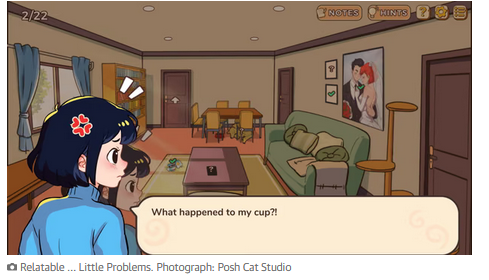 2/22
NOTES
HINTS
?
?
?
What happened to my cup?!
Relatable ... Little Problems. Photograph: Posh Cat Studio